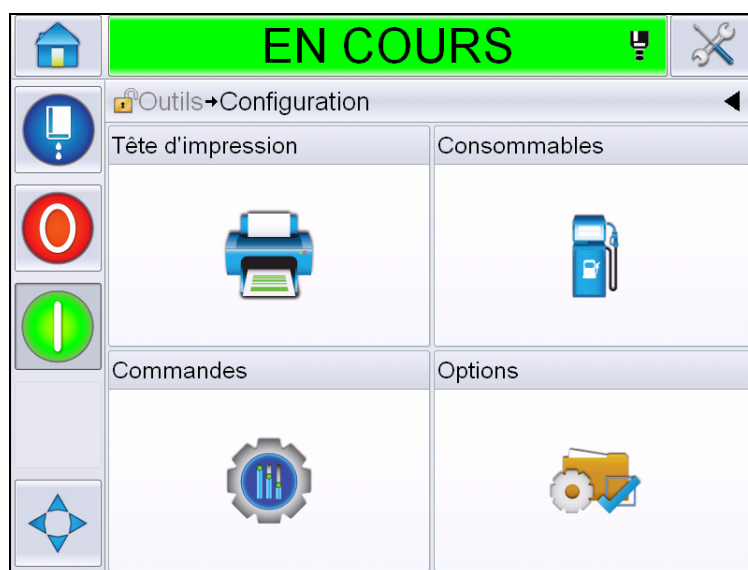 EN COURS
Outils→Configuration
Tête d'impression
Consommables
Commandes
Options